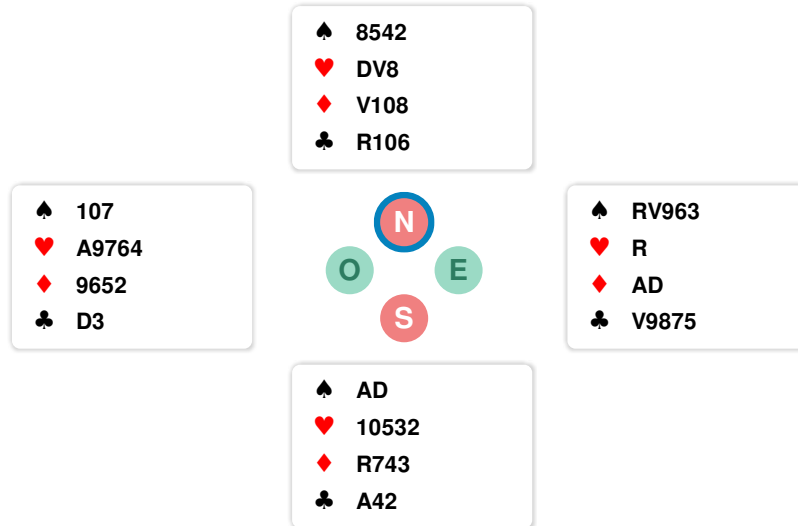 ♠ 8542
♥ DV8
♦ V108
♣ R106
♠ 107
♥ A9764
♦ 9652
♣ D3
N
O E
S
♠ RV963
♥ R
♦ AD
♣ V9875
♠ AD
♥ 10532
♦ R743
♣ A42